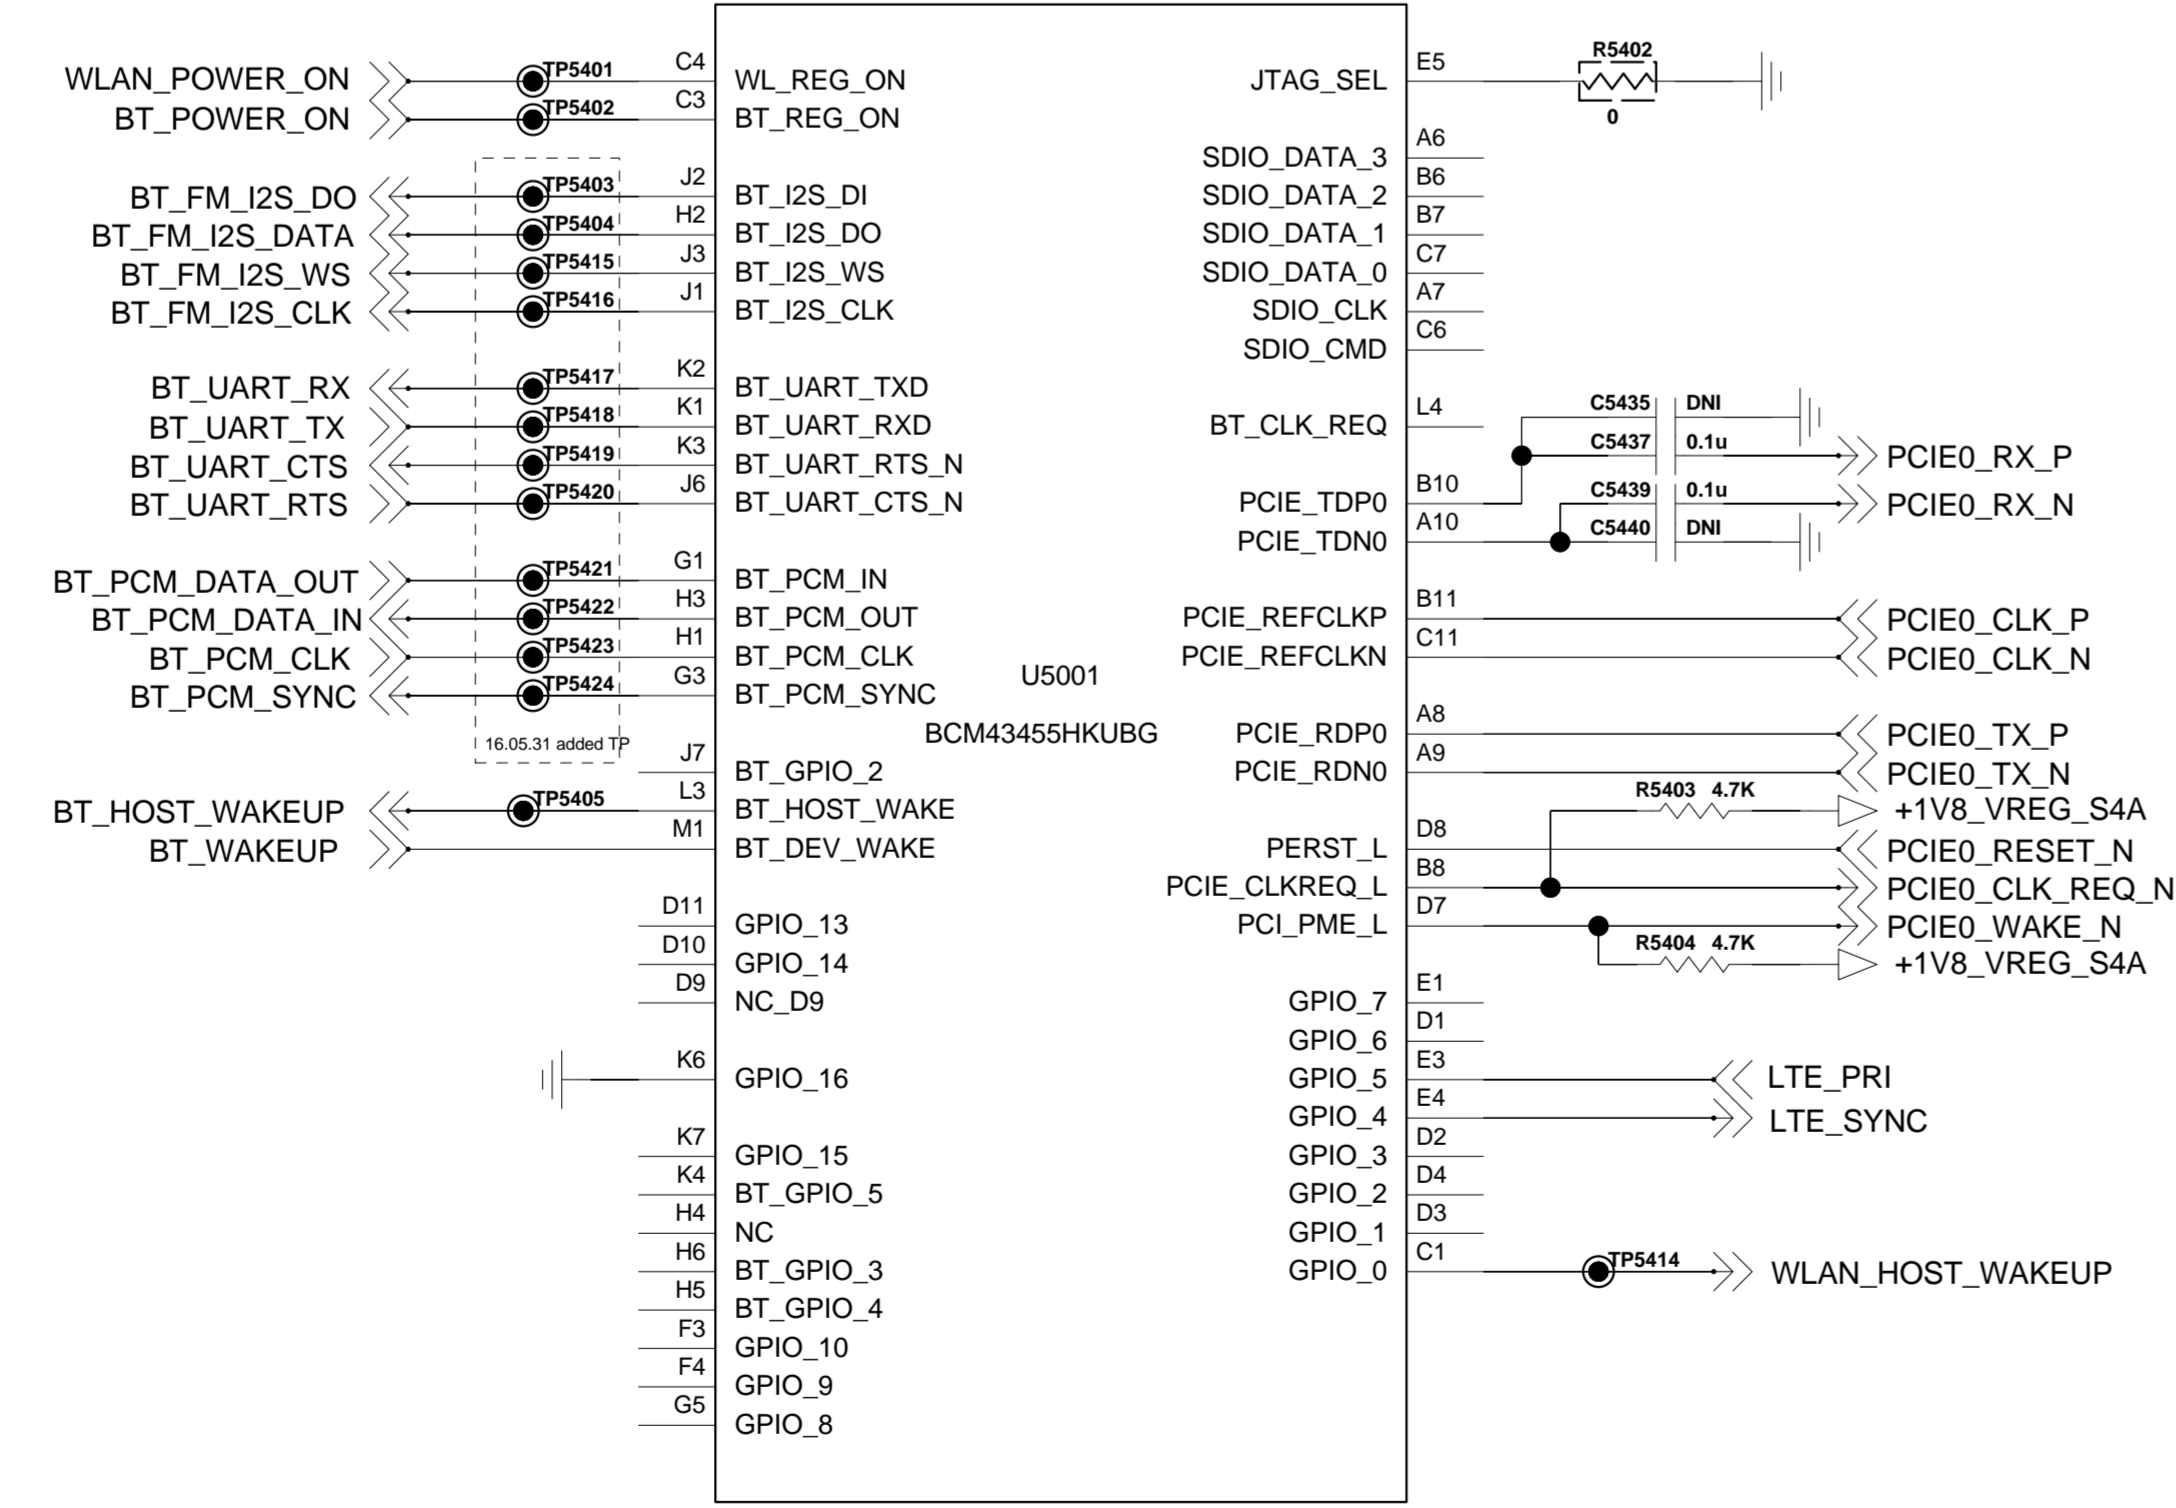 WLAN_POWER_ON TP5401 C4 WL_REG_ON
BT_POWER_ON TP5402 C3 BT_REG_ON
BT_FM_I2S_DO TP5403 J2 BT_I2S_DI
BT_FM_I2S_DATA TP5404 H2 BT_I2S_DO
BT_FM_I2S_WS TP5415 J3 BT_I2S_WS
BT_FM_I2S_CLK TP5416 J1 BT_I2S_CLK
BT_UART_RX TP5417 K2 BT_UART_TXD
BT_UART_TX TP5418 K1 BT_UART_RXD
BT_UART_CTS TP5419 K3 BT_UART_RTS_N
BT_UART_RTS TP5420 J6 BT_UART_CTS_N
BT_PCM_DATA_OUT TP5421 G1 BT_PCM_IN
BT_PCM_DATA_IN TP5422 H3 BT_PCM_OUT
BT_PCM_CLK TP5423 H1 BT_PCM_CLK
BT_PCM_SYNC TP5424 G3 BT_PCM_SYNC
16.05.31 added TP
J7 BT_GPIO_2
BT_HOST_WAKEUP TP5405 L3 BT_HOST_WAKE
BT_WAKEUP M1 BT_DEV_WAKE
D11 GPIO_13
D10 GPIO_14
D9 NC_D9
K6 GPIO_16
K7 GPIO_15
K4 BT_GPIO_5
H4 NC
H6 BT_GPIO_3
H5 BT_GPIO_4
F3 GPIO_10
F4 GPIO_9
G5 GPIO_8
U5001
BCM43455HKUBG
JTAG_SEL E5 R5402
0
SDIO_DATA_3 A6
SDIO_DATA_2 B6
SDIO_DATA_1 B7
SDIO_DATA_0 C7
SDIO_CLK A7
SDIO_CMD C6
BT_CLK_REQ L4
C5435 DNI
C5437 0.1u PCIE0_RX_P
PCIE_TDP0 B10 C5439 0.1u PCIE0_RX_N
PCIE_TDN0 A10 C5440 DNI
PCIE_REFCLKP B11 PCIE0_CLK_P
PCIE_REFCLKN C11 PCIE0_CLK_N
PCIE_RDP0 A8 PCIE0_TX_P
PCIE_RDN0 A9 PCIE0_TX_N
R5403 4.7K +1V8_VREG_S4A
PERST_L D8 PCIE0_RESET_N
PCIE_CLKREQ_L B8 PCIE0_CLK_REQ_N
PCI_PME_L D7 PCIE0_WAKE_N
R5404 4.7K +1V8_VREG_S4A
GPIO_7 E1
GPIO_6 D1
GPIO_5 E3 LTE_PRI
GPIO_4 E4 LTE_SYNC
GPIO_3 D2
GPIO_2 D4
GPIO_1 D3
GPIO_0 C1 TP5414 WLAN_HOST_WAKEUP